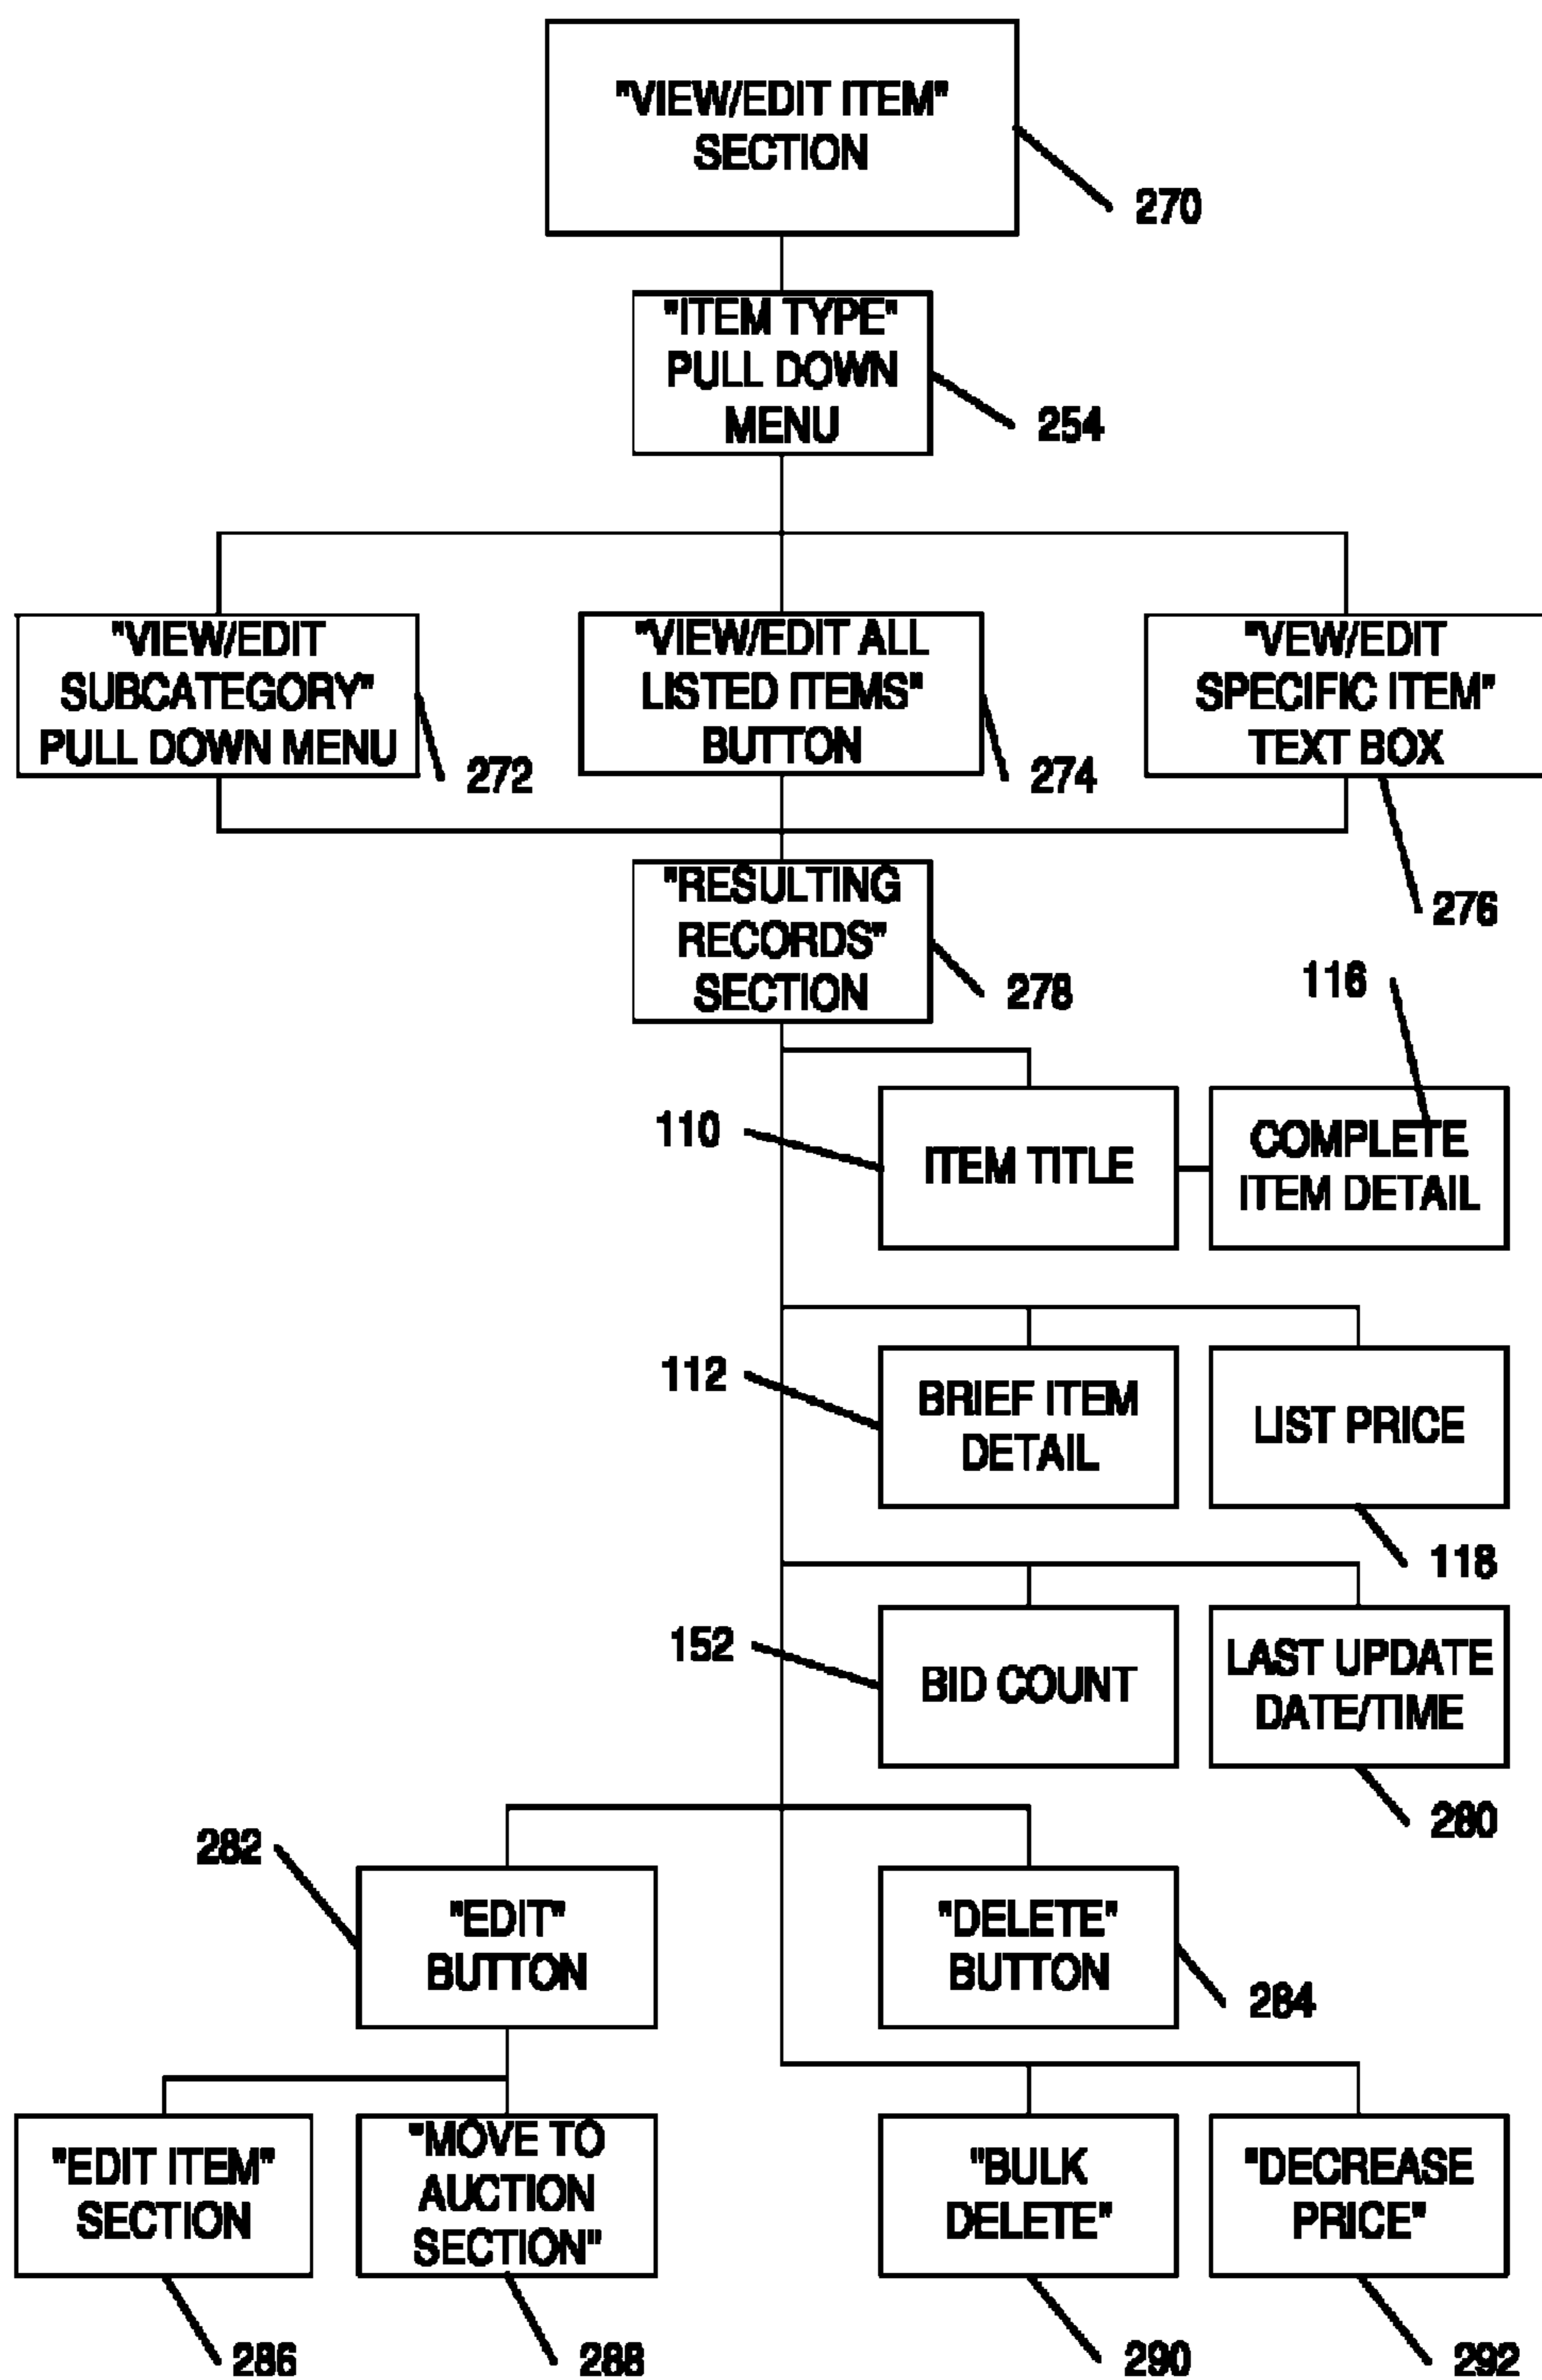 "VIEW/EDIT ITEM"
SECTION
270
"ITEM TYPE"
PULL DOWN
MENU
254
"VIEW/EDIT
SUBCATEGORY"
PULL DOWN MENU
272
"VIEW/EDIT ALL
LISTED ITEMS"
BUTTON
274
"VEW/EDIT
SPECIFIC ITEM"
TEXT BOX
276
"RESULTING
RECORDS"
SECTION
278
116
110
ITEM TITLE
COMPLETE
ITEM DETAIL
112
BRIEF ITEM
DETAIL
LIST PRICE
118
152
BID COUNT
LAST UPDATE
DATE/TIME
280
282
"EDIT"
BUTTON
"DELETE"
BUTTON
284
"EDIT ITEM"
SECTION
286
"MOVE TO
AUCTION
SECTION"
288
"BULK
DELETE"
290
"DECREASE
PRICE"
292